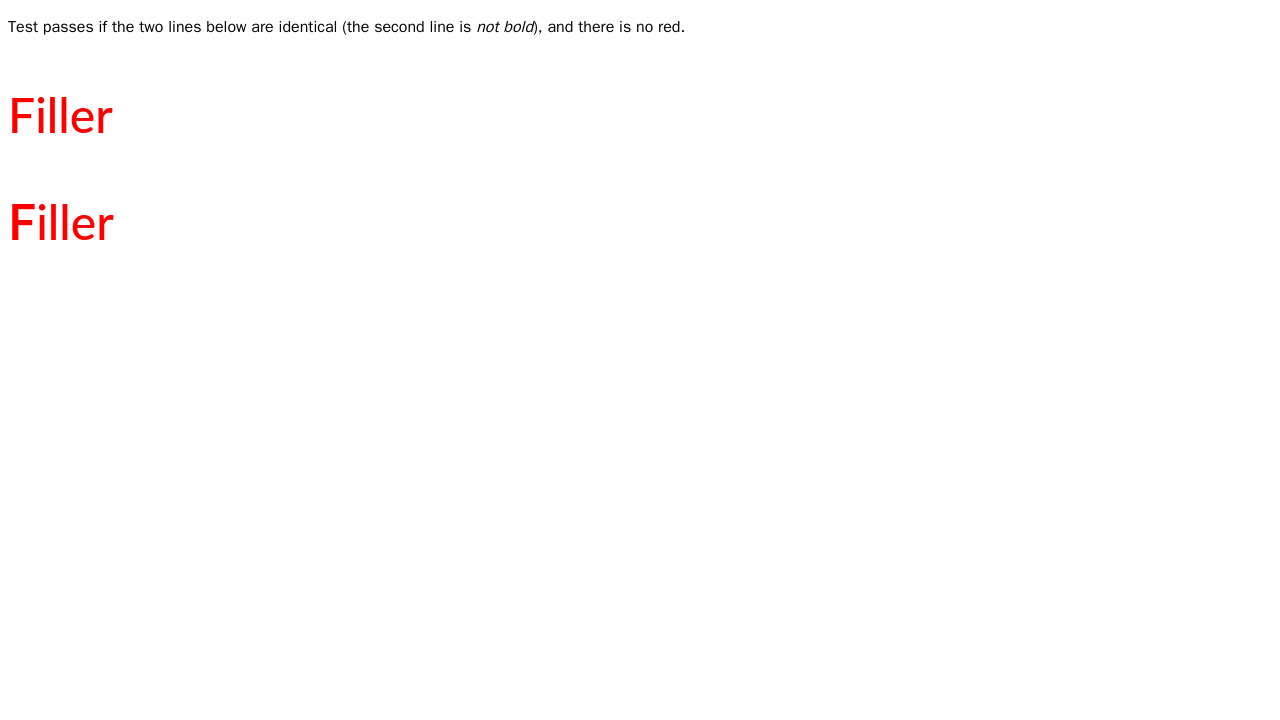 Test passes if the two lines below are identical (the second line is not bold), and there is no red.
Filler
Filler